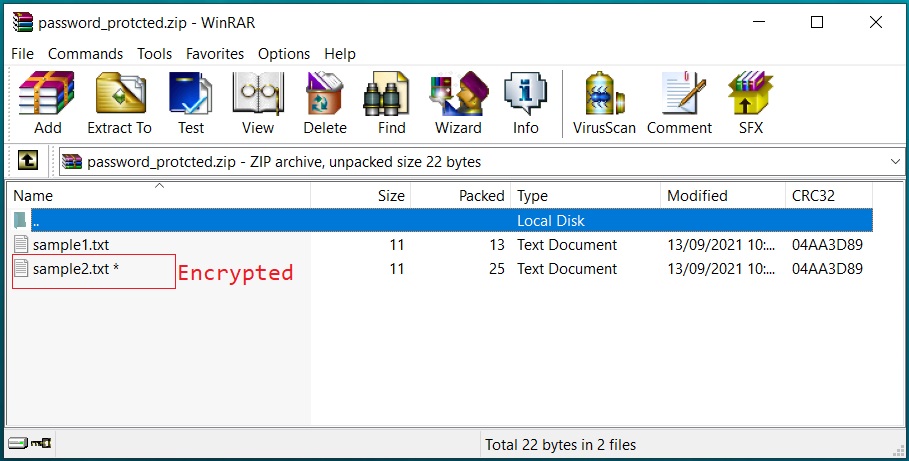 password_protcted.zip - WinRAR
File Commands Tools Favorites Options Help
Add Extract To Test View Delete Find Wizard Info VirusScan Comment SFX
password_protcted.zip - ZIP archive, unpacked size 22 bytes
Name Size Packed Type Modified CRC32
.. Local Disk
sample1.txt 11 13 Text Document 13/09/2021 10:... 04AA3D89
sample2.txt * Encrypted 11 25 Text Document 13/09/2021 10:... 04AA3D89
Total 22 bytes in 2 files